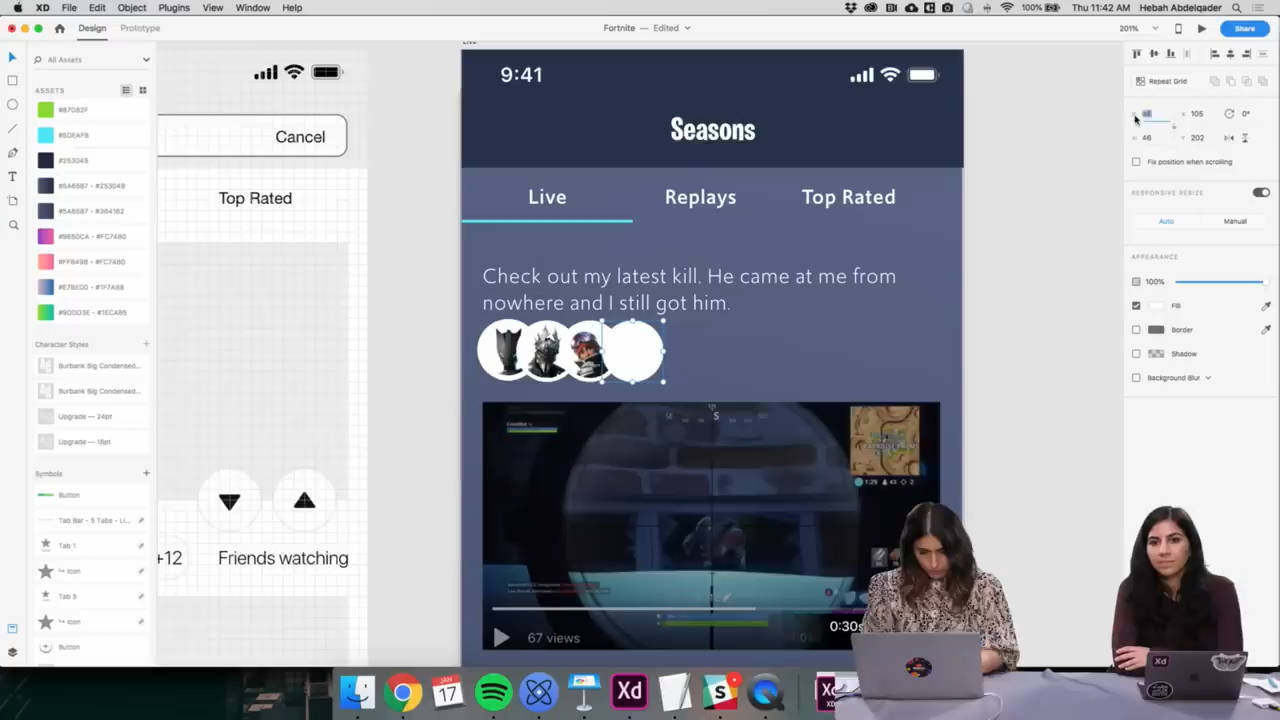 XD File Edit Object Plugins View Window Help
100% Thu 11:42 AM Hebah Abdelqader
Design Prototype
Fortnite — Edited
201%
Share
All Assets
ASSETS
#87D82F
#253049
#5A6587 - #253049
#5A6587 - #364162
#9650CA - #FC7480
#FF8498 - #FC7480
Character Styles
Burbank Big Condensed...
Burbank Big Condensed...
Upgrade — 24pt
Upgrade — 16pt
Symbols
Button
Tab Bar - 5 Tabs - Li...
Tab 1
Icon
Tab 5
Icon
Button
Cancel
Top Rated
+12
Friends watching
Live
9:41
Seasons
Live Replays Top Rated
Check out my latest kill. He came at me from
nowhere and I still got him.
S
67 views
0:30s
Repeat Grid
X 105
0°
H 46
Y 202
Fix position when scrolling
RESPONSIVE RESIZE
Auto Manual
APPEARANCE
100%
Fill
Border
Shadow
Background Blur
JAN
17
Xd
S
Xd